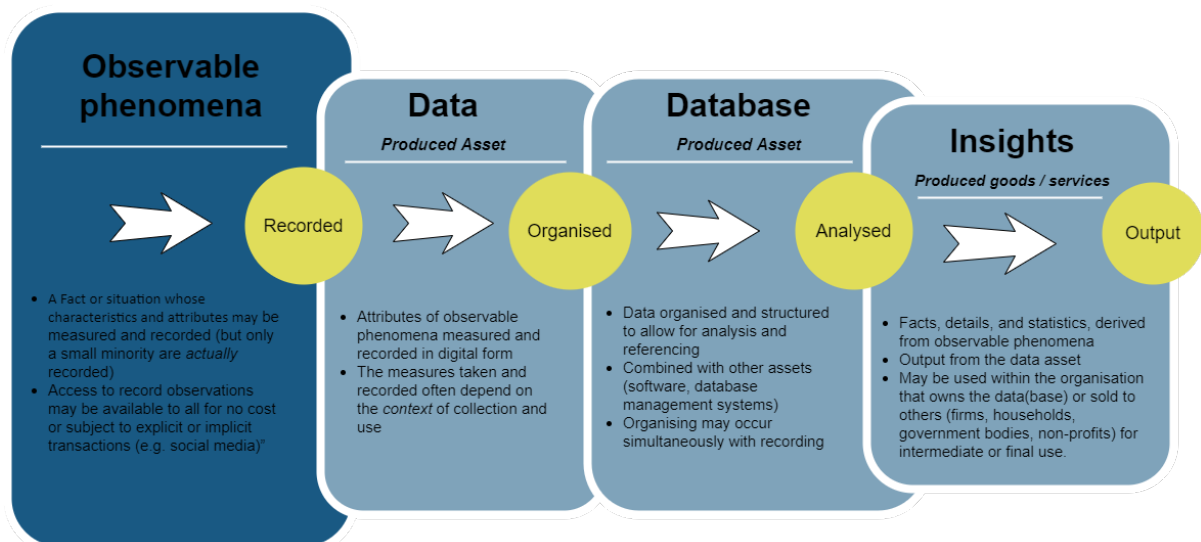 Observable
phenomena
Recorded
• A Fact or situation whose
characteristics and attributes may be
measured and recorded (but only
a small minority are actually
recorded)
• Access to record observations
may be available to all for no cost
or subject to explicit or implicit
transactions (e.g. social media)"
Data
Produced Asset
Organised
• Attributes of observable
phenomena measured and
recorded in digital form
• The measures taken and
recorded often depend on
the context of collection and
use
Database
Produced Asset
Analysed
• Data organised and structured
to allow for analysis and
referencing
• Combined with other assets
(software, database
management systems)
• Organising may occur
simultaneously with recording
Insights
Produced goods / services
Output
• Facts, details, and statistics, derived
from observable phenomena
• Output from the data asset
• May be used within the organisation
that owns the data(base) or sold to
others (firms, households,
government bodies, non-profits) for
intermediate or final use.